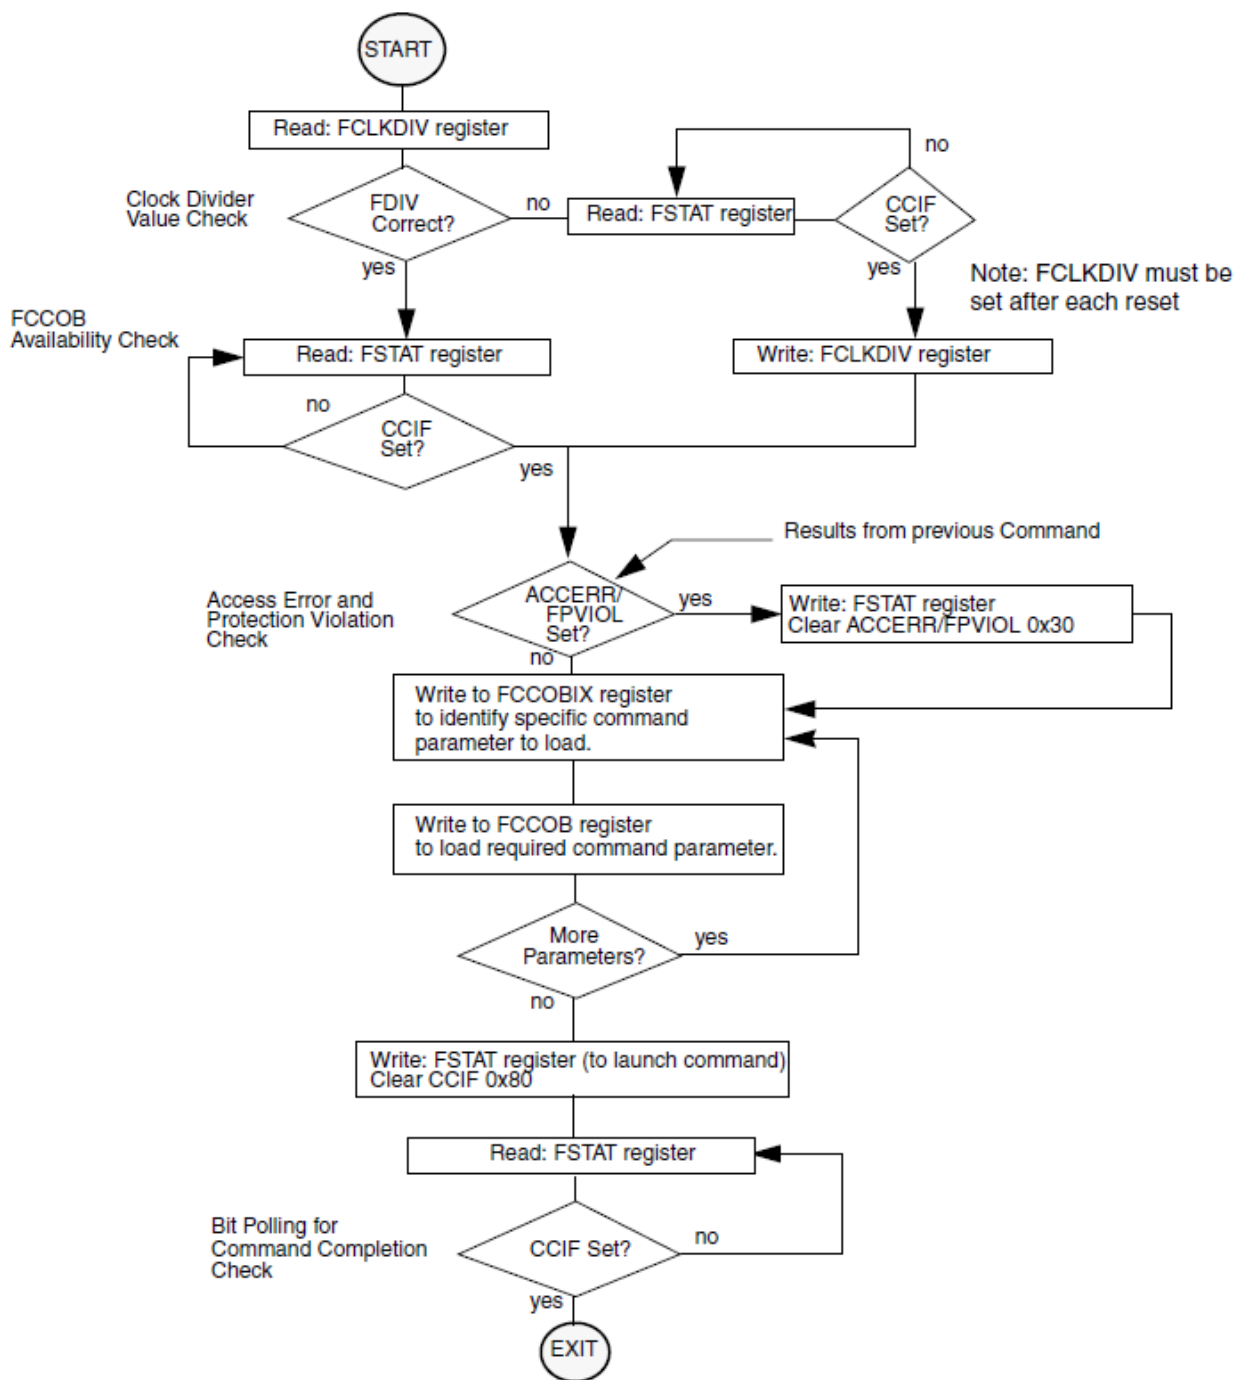 START
Read: FCLKDIV register
Clock Divider
Value Check
FDIV
Correct?
no
Read: FSTAT register
no
CCIF
Set?
yes
yes
Note: FCLKDIV must be
set after each reset
FCCOB
Availability Check
Read: FSTAT register
Write: FCLKDIV register
no
CCIF
Set?
yes
Results from previous Command
Access Error and
Protection Violation
Check
ACCERR/
FPVIOL
Set?
yes
Write: FSTAT register
Clear ACCERR/FPVIOL 0x30
no
Write to FCCOBIX register
to identify specific command
parameter to load.
Write to FCCOB register
to load required command parameter.
More
Parameters?
yes
no
Write: FSTAT register (to launch command)
Clear CCIF 0x80
Read: FSTAT register
Bit Polling for
Command Completion
Check
CCIF Set?
no
yes
EXIT